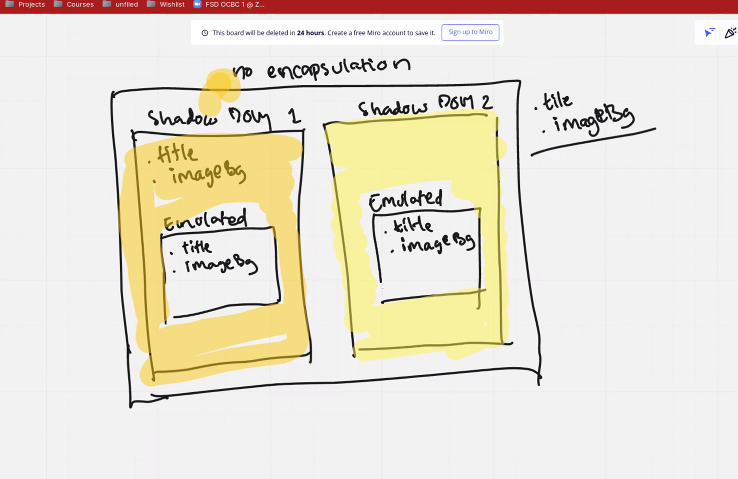 Projects
Courses
unfiled
Wishlist
FSD OCBC 1 @ Z...
This board will be deleted in 24 hours. Create a free Miro account to save it.
Sign up to Miro
no encapsulation
Shadow DOM 1
Shadow DOM 2
. title
. imageBg
. title
. imageBg
Emulated
. title
. imageBg
Emulated
. title
. imageBg